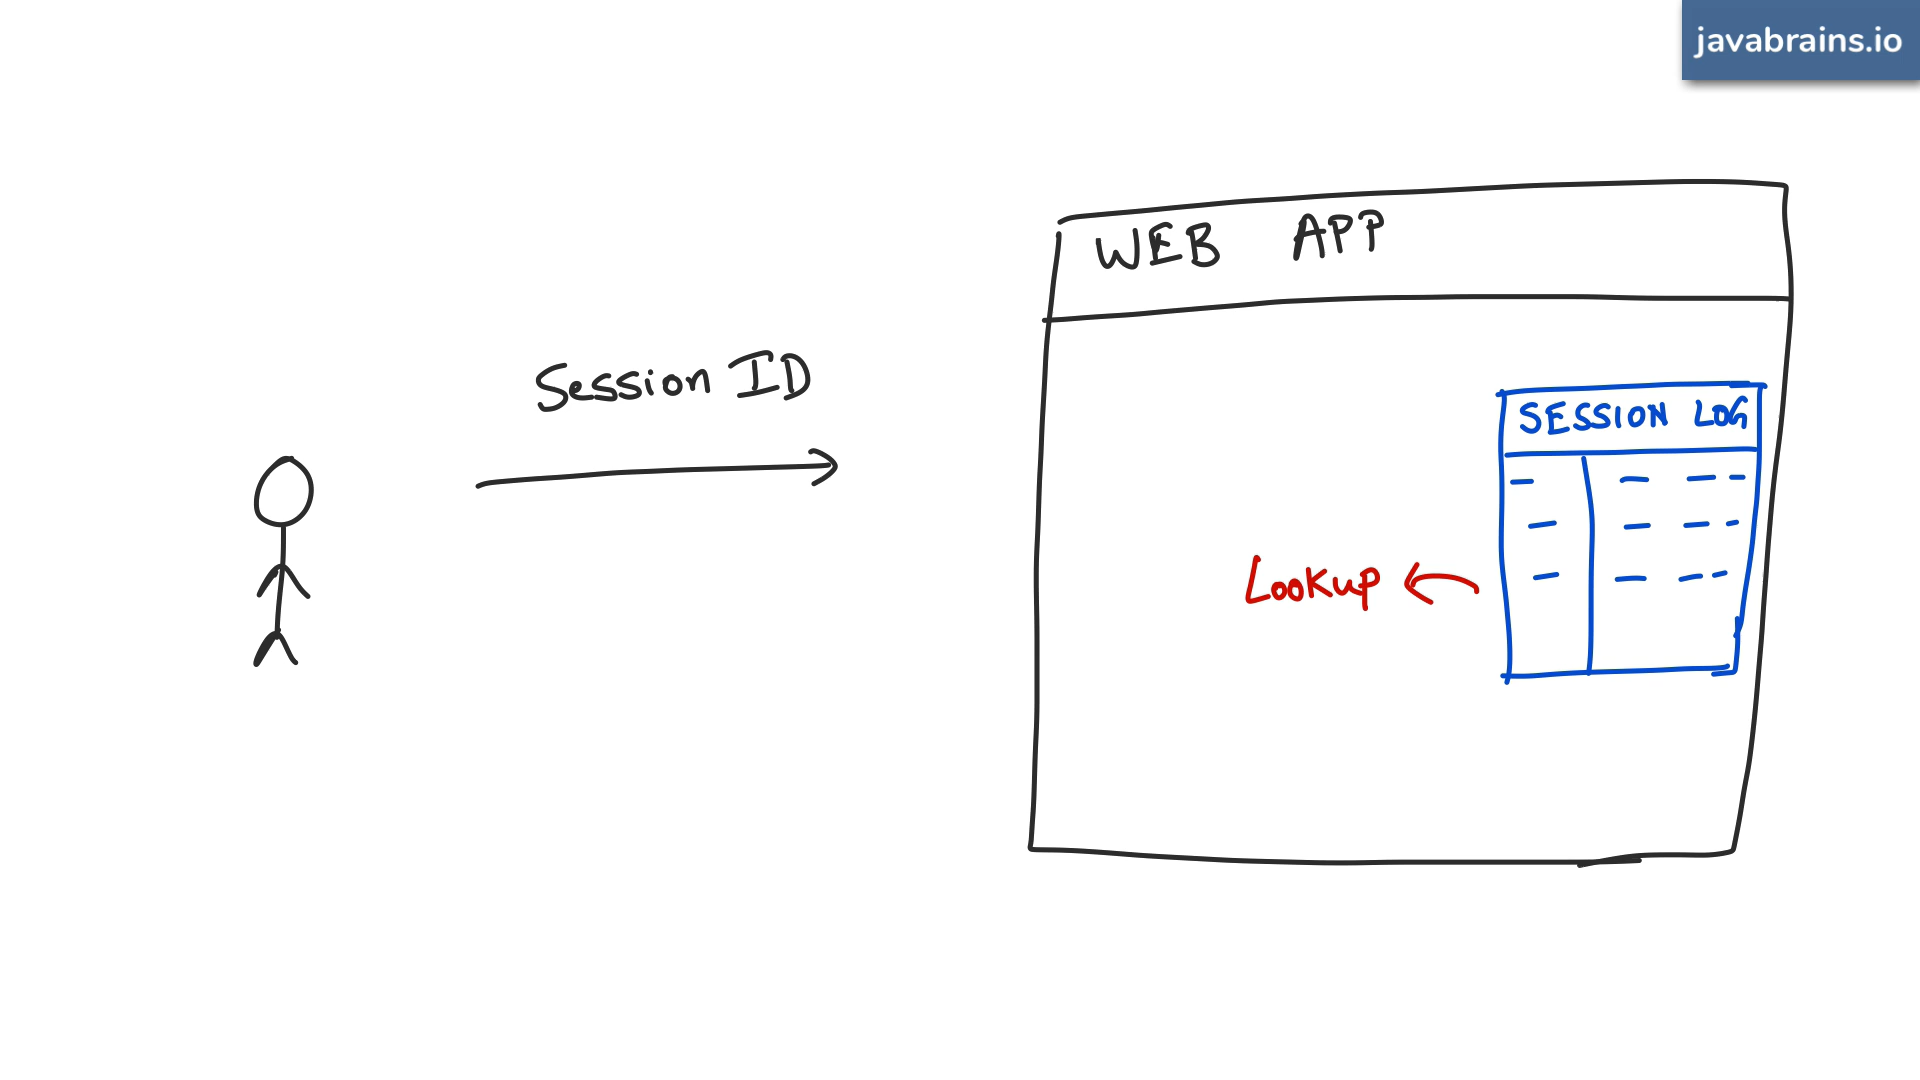 javabrains.io
WEB APP
Session ID
SESSION LOG
Lookup